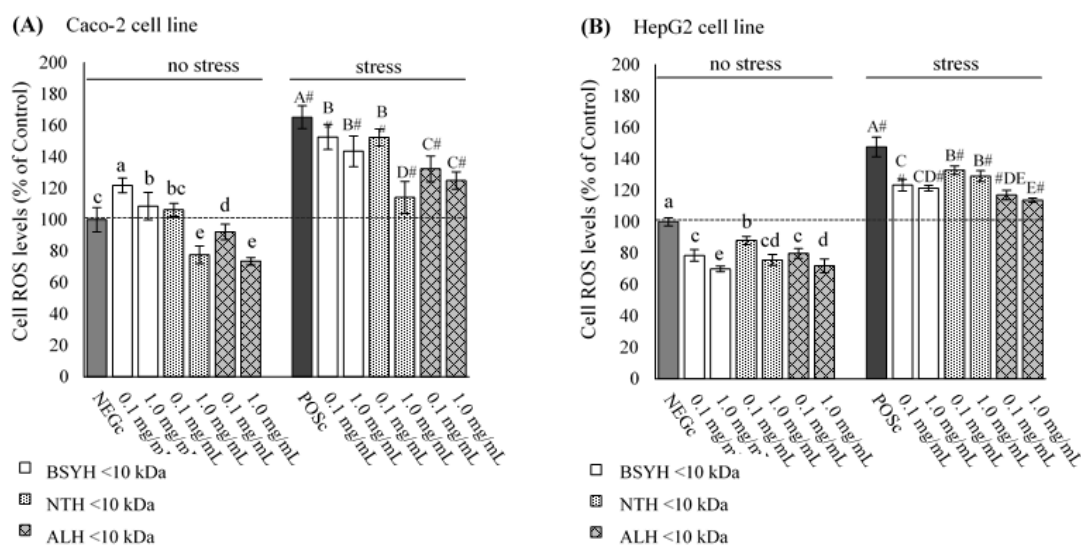 (A) Caco-2 cell line
no stress stress
Cell ROS levels (% of Control)
200
180
160
140
120
100
80
60
40
20
0
c a b bc e d e A# B # B# B # D# C# C#
NEGc 0.1 mg/mL 1.0 mg/mL 0.1 mg/mL 1.0 mg/mL 0.1 mg/mL 1.0 mg/mL POSc 0.1 mg/mL 1.0 mg/mL 0.1 mg/mL 1.0 mg/mL 0.1 mg/mL 1.0 mg/mL
BSYH <10 kDa
NTH <10 kDa
ALH <10 kDa
(B) HepG2 cell line
no stress stress
Cell ROS levels (% of Control)
200
180
160
140
120
100
80
60
40
20
0
a c e b cd c d A# C # CD# B# B# #DE E#
NEGc 0.1 mg/mL 1.0 mg/mL 0.1 mg/mL 1.0 mg/mL 0.1 mg/mL 1.0 mg/mL POSc 0.1 mg/mL 1.0 mg/mL 0.1 mg/mL 1.0 mg/mL 0.1 mg/mL 1.0 mg/mL
BSYH <10 kDa
NTH <10 kDa
ALH <10 kDa